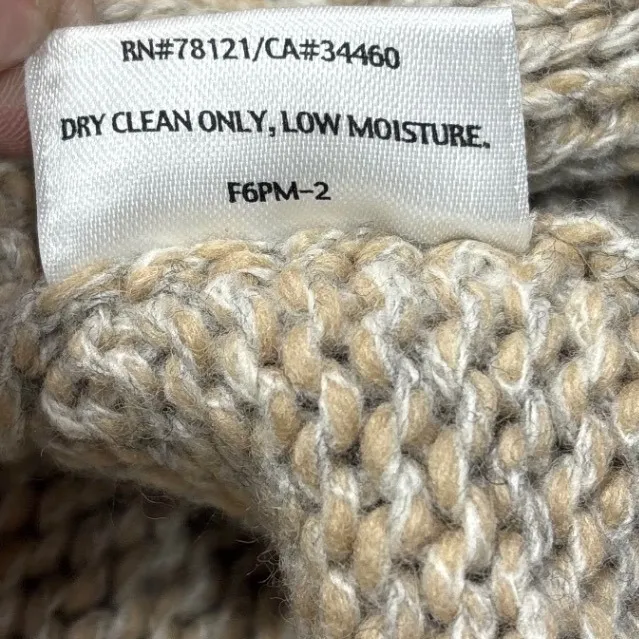 RN#78121/CA#34460
DRY CLEAN ONLY, LOW MOISTURE.
F6PM-2